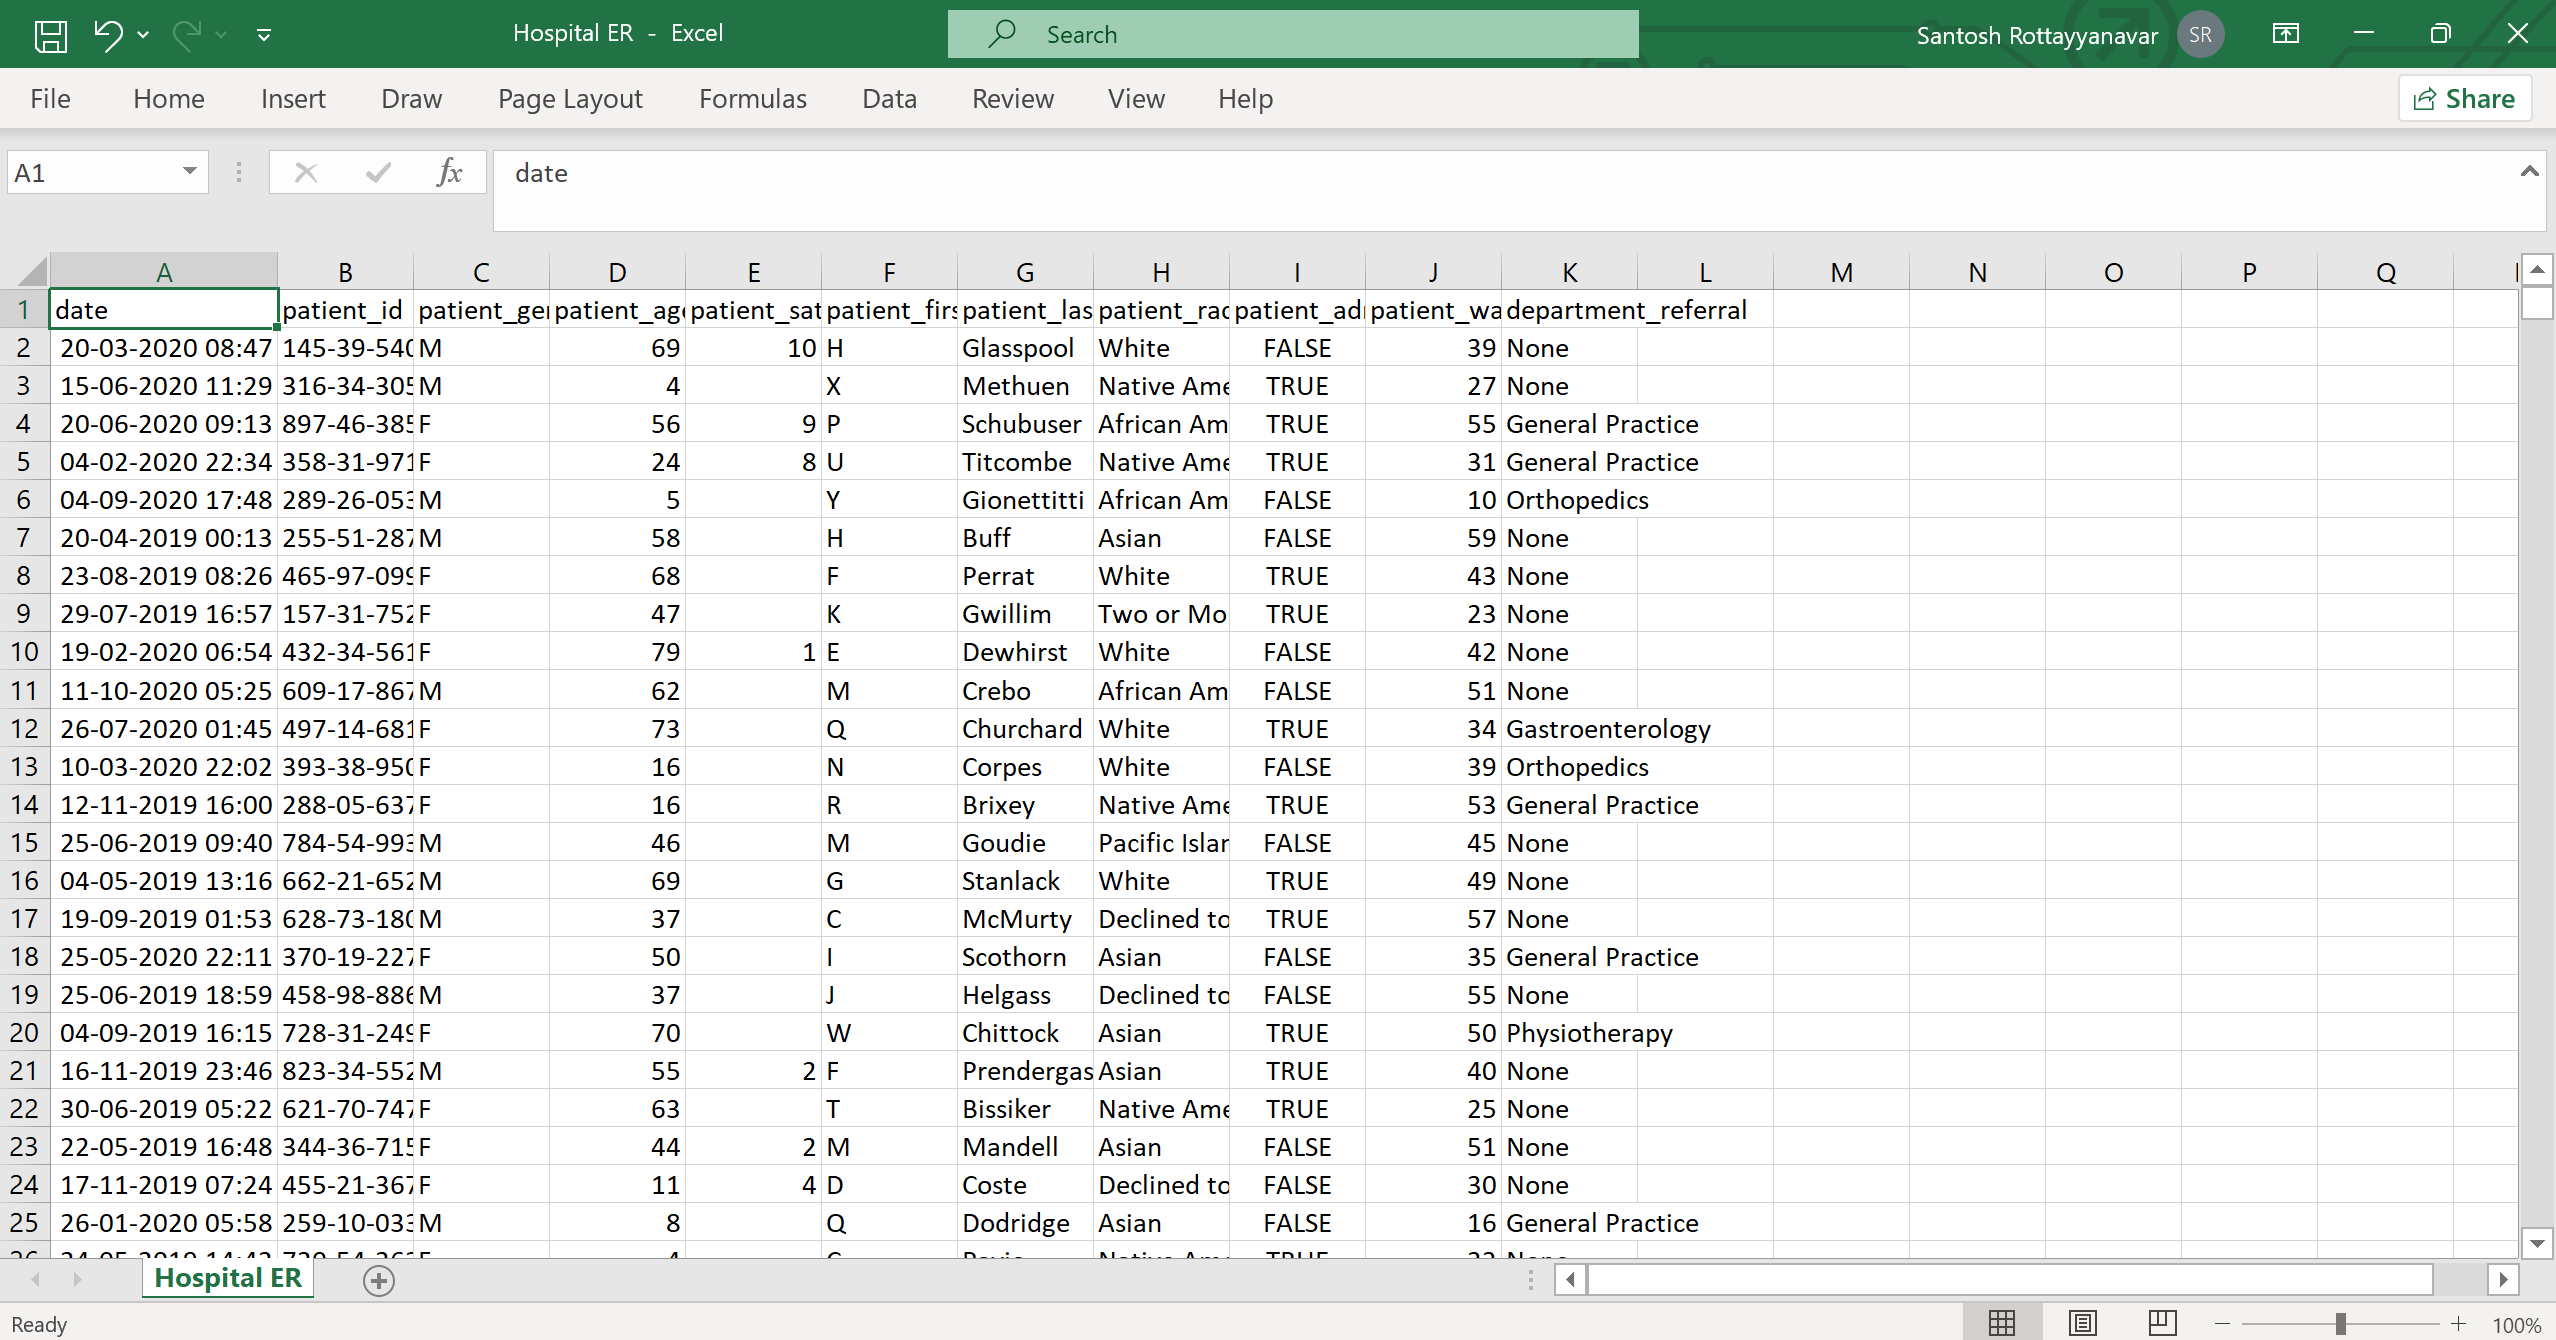 Hospital ER - Excel
Search
Santosh Rottayyanavar SR
File Home Insert Draw Page Layout Formulas Data Review View Help Share
A1 fx date
A B C D E F G H I J K L M N O P Q
1 date patient_id patient_ge patient_ag patient_sat patient_firs patient_las patient_rac patient_ad patient_wa department_referral
2 20-03-2020 08:47 145-39-540 M 69 10 H Glasspool White FALSE 39 None
3 15-06-2020 11:29 316-34-305 M 4 X Methuen Native Ame TRUE 27 None
4 20-06-2020 09:13 897-46-385 F 56 9 P Schubuser African Am TRUE 55 General Practice
5 04-02-2020 22:34 358-31-971 F 24 8 U Titcombe Native Ame TRUE 31 General Practice
6 04-09-2020 17:48 289-26-053 M 5 Y Gionettitti African Am FALSE 10 Orthopedics
7 20-04-2019 00:13 255-51-287 M 58 H Buff Asian FALSE 59 None
8 23-08-2019 08:26 465-97-099 F 68 F Perrat White TRUE 43 None
9 29-07-2019 16:57 157-31-752 F 47 K Gwillim Two or Mo TRUE 23 None
10 19-02-2020 06:54 432-34-561 F 79 1 E Dewhirst White FALSE 42 None
11 11-10-2020 05:25 609-17-867 M 62 M Crebo African Am FALSE 51 None
12 26-07-2020 01:45 497-14-681 F 73 Q Churchard White TRUE 34 Gastroenterology
13 10-03-2020 22:02 393-38-950 F 16 N Corpes White FALSE 39 Orthopedics
14 12-11-2019 16:00 288-05-637 F 16 R Brixey Native Ame TRUE 53 General Practice
15 25-06-2019 09:40 784-54-993 M 46 M Goudie Pacific Islan FALSE 45 None
16 04-05-2019 13:16 662-21-652 M 69 G Stanlack White TRUE 49 None
17 19-09-2019 01:53 628-73-180 M 37 C McMurty Declined to TRUE 57 None
18 25-05-2020 22:11 370-19-227 F 50 I Scothorn Asian FALSE 35 General Practice
19 25-06-2019 18:59 458-98-886 M 37 J Helgass Declined to FALSE 55 None
20 04-09-2019 16:15 728-31-249 F 70 W Chittock Asian TRUE 50 Physiotherapy
21 16-11-2019 23:46 823-34-552 M 55 2 F Prendergas Asian TRUE 40 None
22 30-06-2019 05:22 621-70-747 F 63 T Bissiker Native Ame TRUE 25 None
23 22-05-2019 16:48 344-36-715 F 44 2 M Mandell Asian FALSE 51 None
24 17-11-2019 07:24 455-21-367 F 11 4 D Coste Declined to FALSE 30 None
25 26-01-2020 05:58 259-10-033 M 8 Q Dodridge Asian FALSE 16 General Practice
Hospital ER
Ready 100%